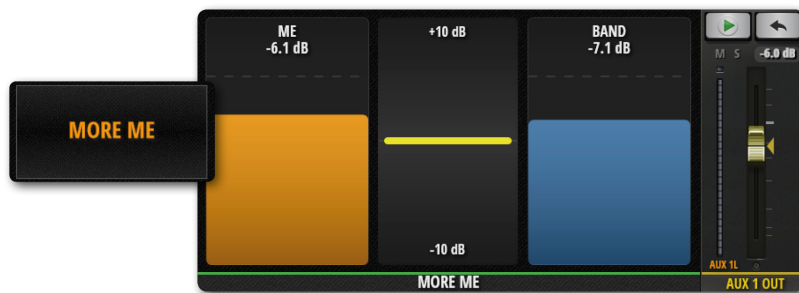 MORE ME
ME
-6.1 dB
+10 dB
-10 dB
BAND
-7.1 dB
MORE ME
M S -6.0 dB
AUX 1L
AUX 1 OUT